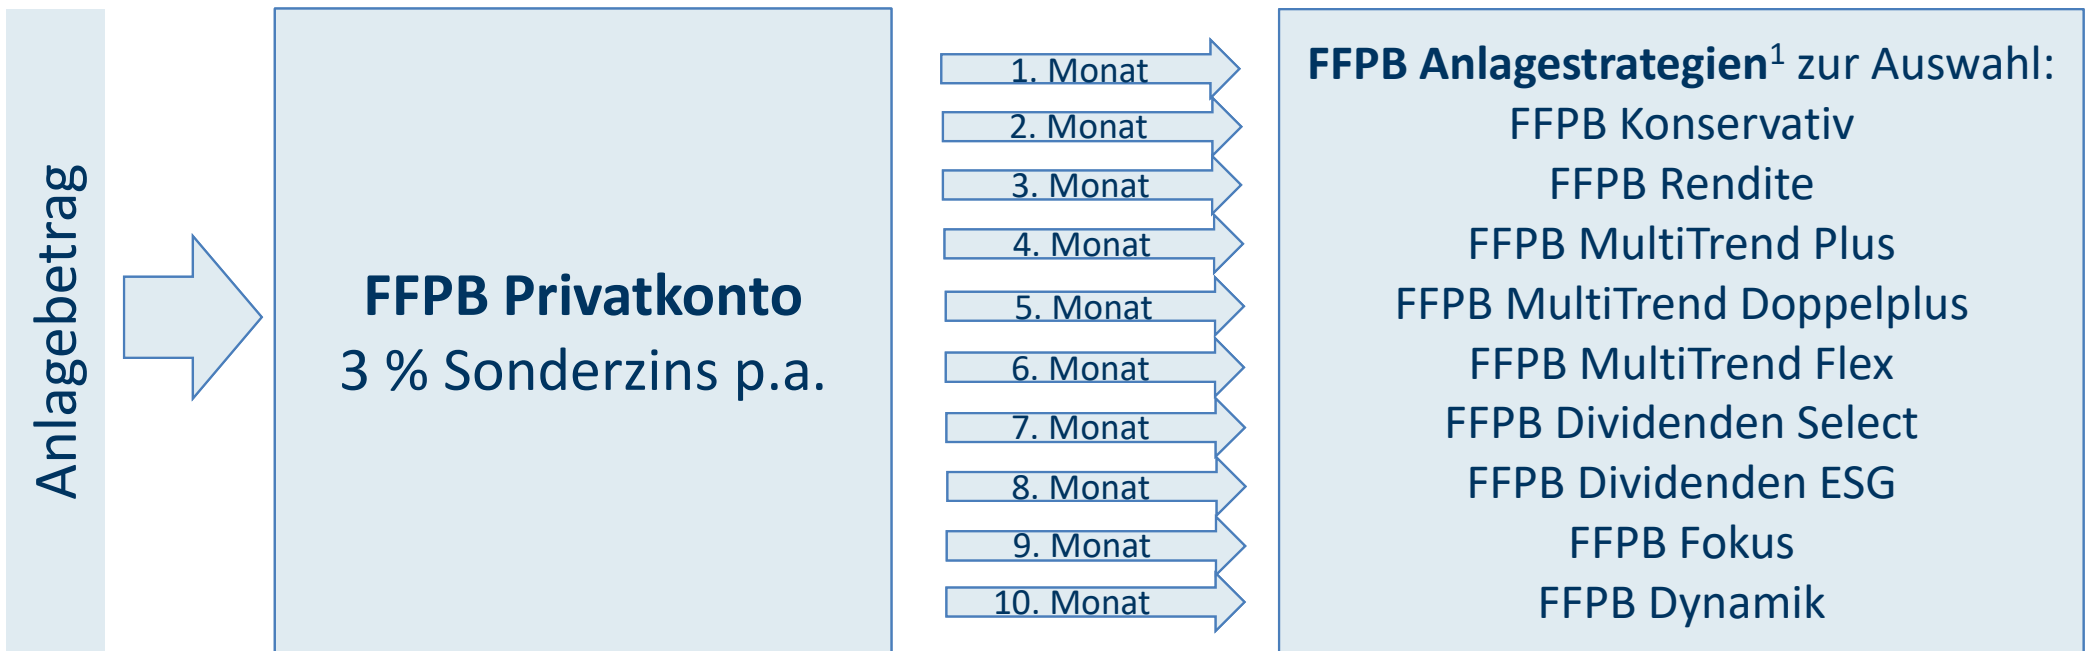 Anlagebetrag
FFPB Privatkonto
3 % Sonderzins p.a.
1. Monat
2. Monat
3. Monat
4. Monat
5. Monat
6. Monat
7. Monat
8. Monat
9. Monat
10. Monat
FFPB Anlagestrategien¹ zur Auswahl:
FFPB Konservativ
FFPB Rendite
FFPB MultiTrend Plus
FFPB MultiTrend Doppelplus
FFPB MultiTrend Flex
FFPB Dividenden Select
FFPB Dividenden ESG
FFPB Fokus
FFPB Dynamik